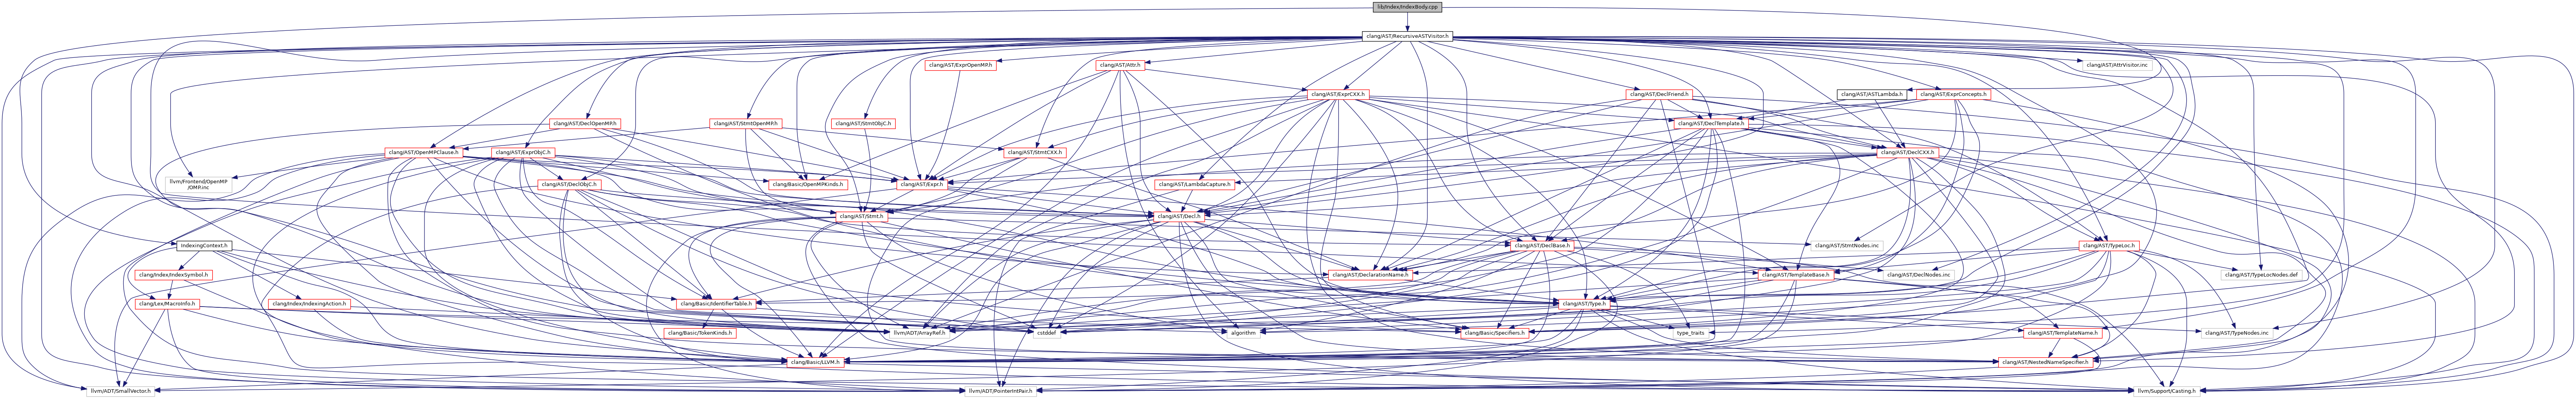 lib/Index/IndexBody.cpp
clang/AST/RecursiveASTVisitor.h
clang/AST/ExprOpenMP.h
clang/AST/Attr.h
clang/AST/AttrVisitor.inc
clang/AST/ExprCXX.h
clang/AST/DeclFriend.h
clang/AST/ASTLambda.h
clang/AST/ExprConcepts.h
clang/AST/DeclOpenMP.h
clang/AST/StmtOpenMP.h
clang/AST/StmtObjC.h
clang/AST/DeclTemplate.h
clang/AST/OpenMPClause.h
clang/AST/ExprObjC.h
clang/AST/StmtCXX.h
clang/AST/DeclCXX.h
llvm/Frontend/OpenMP
/OMP.inc
clang/AST/DeclObjC.h
clang/Basic/OpenMPKinds.h
clang/AST/Expr.h
clang/AST/LambdaCapture.h
clang/AST/Stmt.h
clang/AST/Decl.h
IndexingContext.h
clang/AST/DeclBase.h
clang/AST/StmtNodes.inc
clang/AST/TypeLoc.h
clang/Index/IndexSymbol.h
clang/AST/DeclarationName.h
clang/AST/TemplateBase.h
clang/AST/DeclNodes.inc
clang/AST/TypeLocNodes.def
clang/Lex/MacroInfo.h
clang/Index/IndexingAction.h
clang/Basic/IdentifierTable.h
clang/AST/Type.h
clang/Basic/TokenKinds.h
llvm/ADT/ArrayRef.h
cstddef
algorithm
clang/Basic/Specifiers.h
type_traits
clang/AST/TemplateName.h
clang/AST/TypeNodes.inc
clang/Basic/LLVM.h
clang/AST/NestedNameSpecifier.h
llvm/ADT/SmallVector.h
llvm/ADT/PointerIntPair.h
llvm/Support/Casting.h